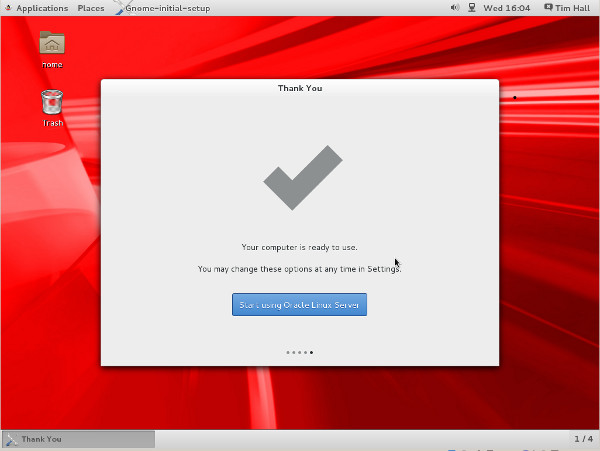 Applications Places Gnome-initial-setup Wed 16:04 Tim Hall
home
Trash
Thank You
Your computer is ready to use.
You may change these options at any time in Settings.
Start using Oracle Linux Server
Thank You 1 / 4